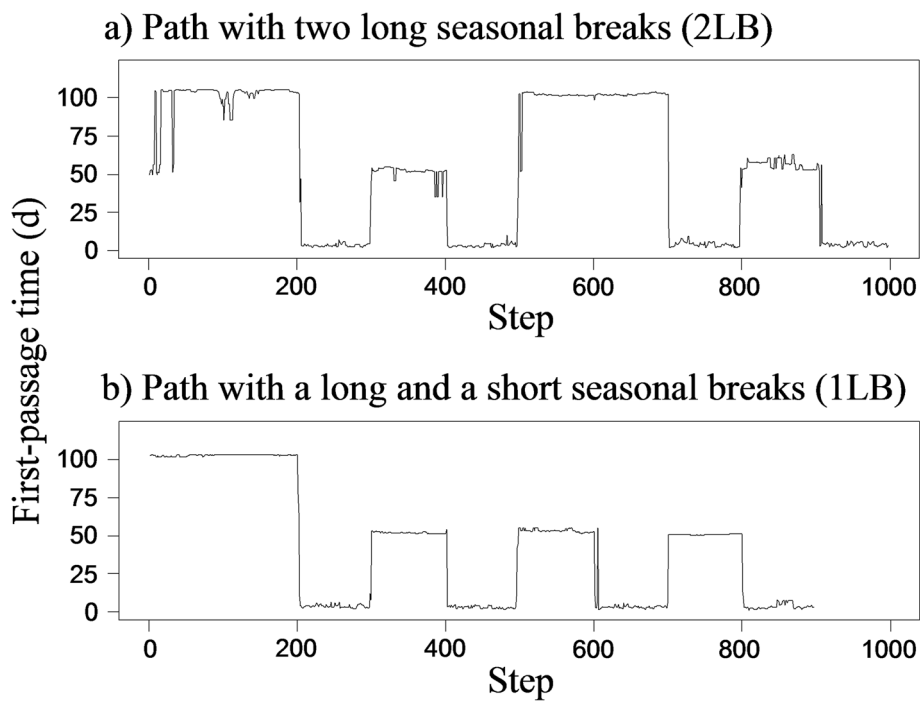 a) Path with two long seasonal breaks (2LB)
100
75
50
25
0
0 200 400 600 800 1000
Step
First-passage time (d)
b) Path with a long and a short seasonal breaks (1LB)
100
75
50
25
0
0 200 400 600 800 1000
Step